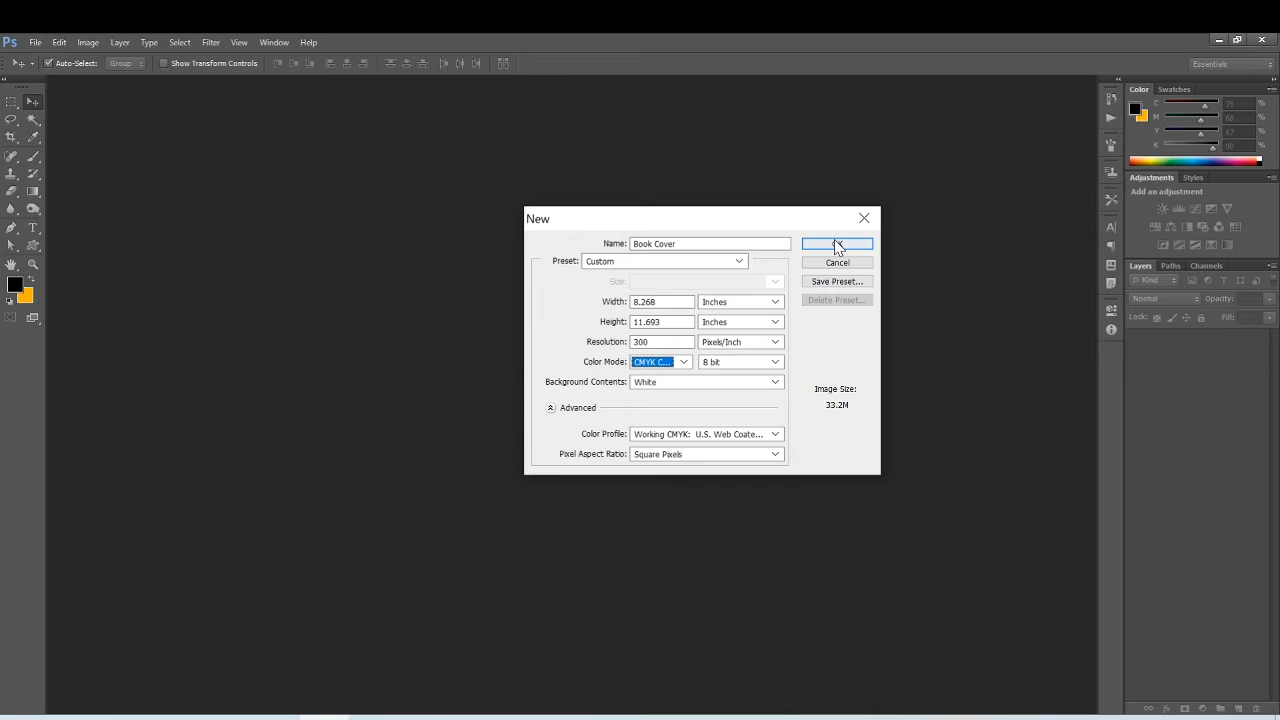 Ps File Edit Image Layer Type Select Filter View Window Help
Auto-Select: Group Show Transform Controls Essentials
Color Swatches
C 75 %
M 68 %
Y 67 %
K 90 %
Adjustments Styles
Add an adjustment
Layers Paths Channels
Kind
Normal Opacity:
Lock: Fill:
New
Name: Book Cover
Preset: Custom
Cancel
Size:
Save Preset...
Width: 8.268 Inches
Delete Preset...
Height: 11.693 Inches
Resolution: 300 Pixels/Inch
Color Mode: CMYK C... 8 bit
Background Contents: White
Image Size:
33.2M
Advanced
Color Profile: Working CMYK: U.S. Web Coate...
Pixel Aspect Ratio: Square Pixels